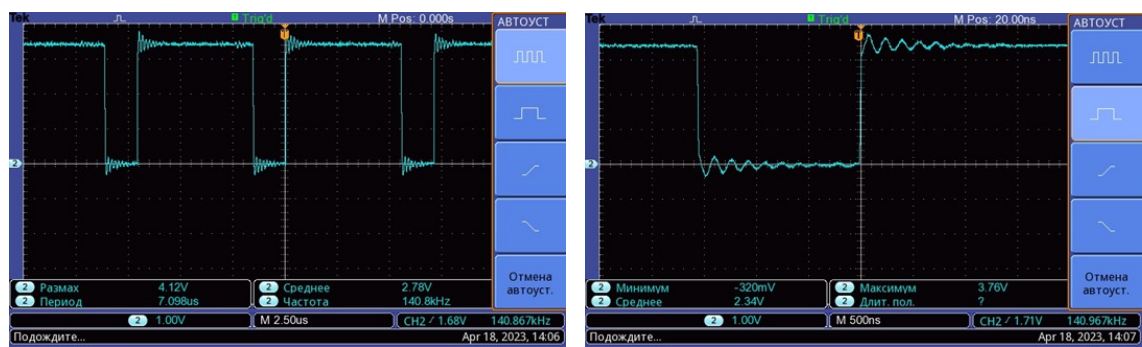 Tek
Trig'd
M Pos: 0.000s
АВТОУСТ
2
Отмена
автоуст.
2 Размах 4.12V
2 Период 7.098us
2 Среднее 2.78V
2 Частота 140.8kHz
2 1.00V
M 2.50us
CH2 1.68V
140.867kHz
Подождите...
Apr 18, 2023, 14:06
Tek
Trig'd
M Pos: 20.00ns
АВТОУСТ
2
Отмена
автоуст.
2 Минимум -320mV
2 Среднее 2.34V
2 Максимум 3.76V
2 Длит. пол. ?
2 1.00V
M 500ns
CH2 1.71V
140.967kHz
Подождите...
Apr 18, 2023, 14:07